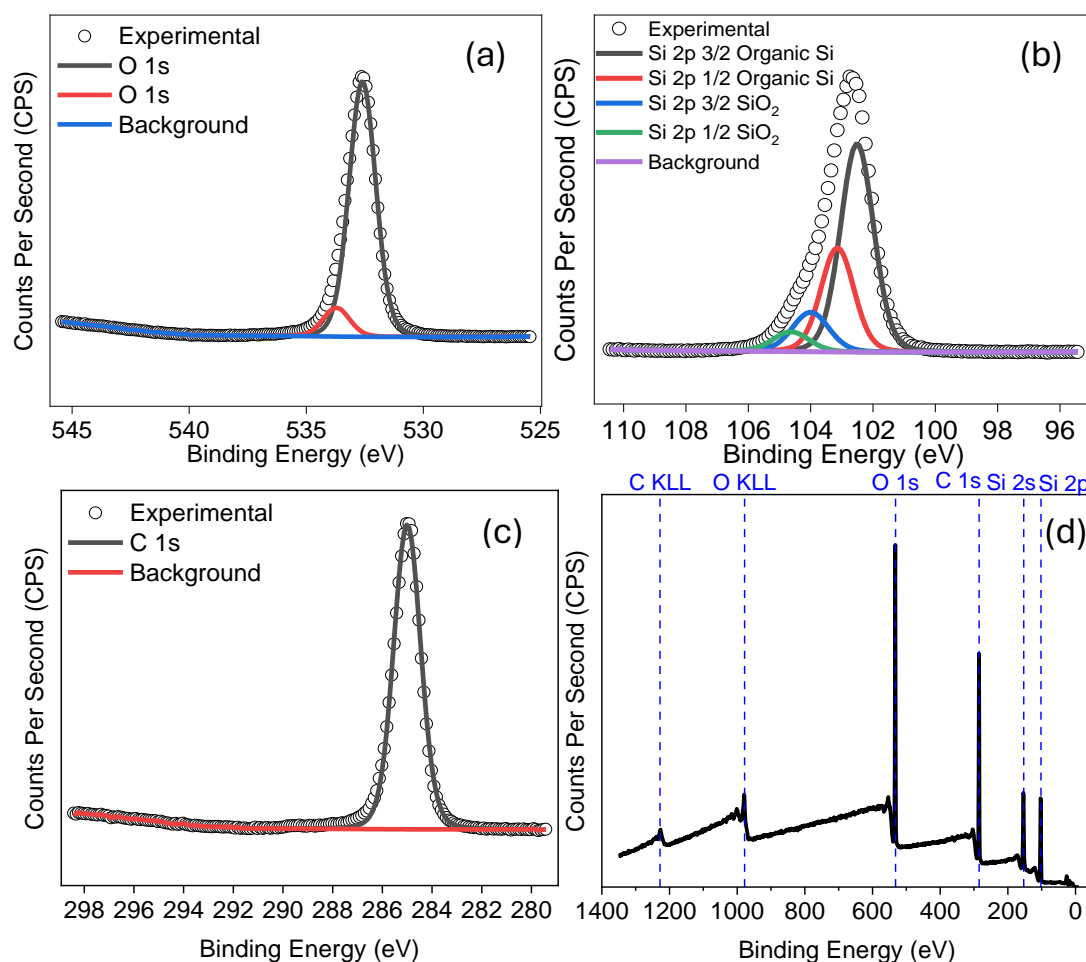 Experimental
O 1s
O 1s
Background
(a)
Counts Per Second (CPS)
545 540 535 530 525
Binding Energy (eV)
Experimental
Si 2p 3/2 Organic Si
Si 2p 1/2 Organic Si
Si 2p 3/2 SiO₂
Si 2p 1/2 SiO₂
Background
(b)
Counts Per Second (CPS)
110 108 106 104 102 100 98 96
Binding Energy (eV)
Experimental
C 1s
Background
(c)
Counts Per Second (CPS)
298 296 294 292 290 288 286 284 282 280
Binding Energy (eV)
C KLL O KLL O 1s C 1s Si 2s Si 2p
(d)
Counts Per Second (CPS)
1400 1200 1000 800 600 400 200 0
Binding Energy (eV)